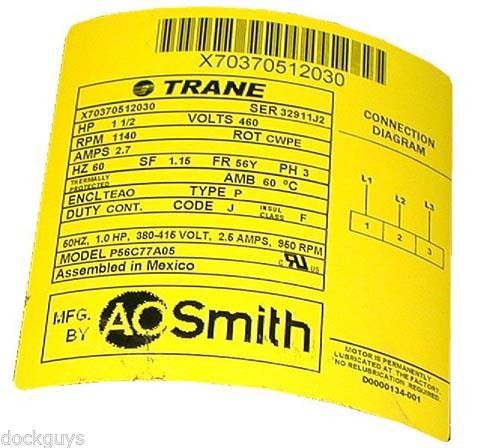 X70370512030
TRANE
X70370512030 SER 32911J2
HP 1 1/2 VOLTS 460
RPM 1140 ROT CWPE
AMPS 2.7
HZ 60 SF 1.15 FR 56Y PH 3
THERMALLY PROTECTED AMB 60 °C
ENCL TEAO TYPE P
DUTY CONT. CODE J INSUL CLASS F
50HZ, 1.0 HP, 380-415 VOLT, 2.5 AMPS, 950 RPM
MODEL P56C77A05
Assembled in Mexico
C RU US
MFG. BY AO Smith
CONNECTION
DIAGRAM
L1 L2 L3
1 2 3
MOTOR IS PERMANENTLY
LUBRICATED AT THE FACTORY.
NO RELUBRICATION REQUIRED.
D0000134-001
dockguys